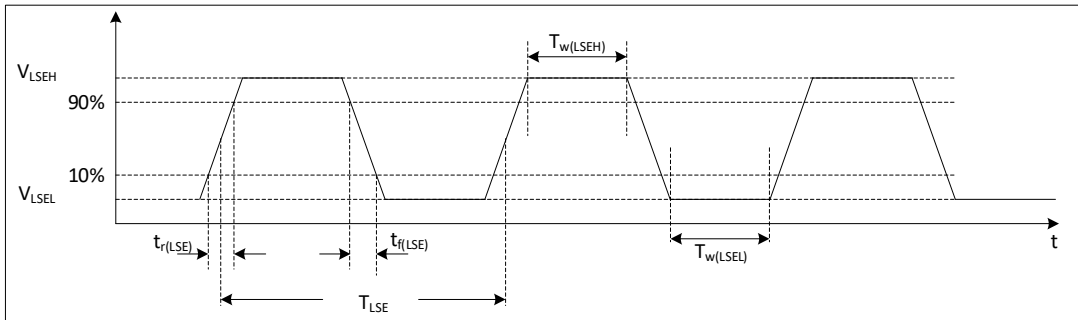 T_w(LSEH)
V_LSEH
90%
10%
V_LSEL
t_r(LSE)
t_f(LSE)
T_w(LSEL)
t
T_LSE